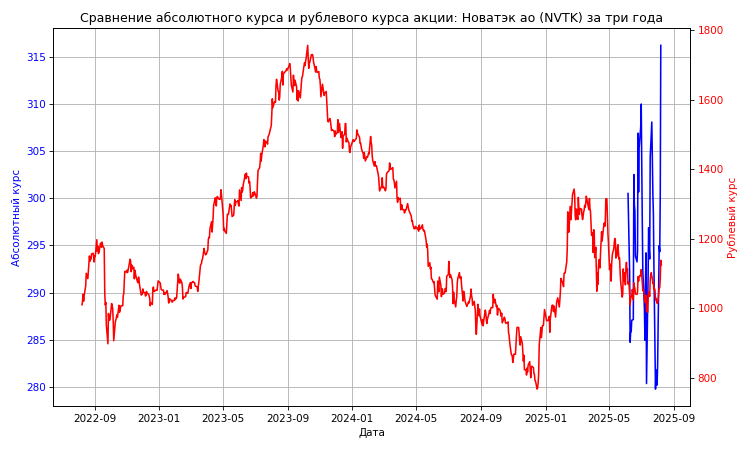 Сравнение абсолютного курса и рублевого курса акции: Новатэк ао (NVTK) за три года
Абсолютный курс
315
310
305
300
295
290
285
280
1800
1600
1400
1200
1000
800
Рублевый курс
2022-09 2023-01 2023-05 2023-09 2024-01 2024-05 2024-09 2025-01 2025-05 2025-09
Дата